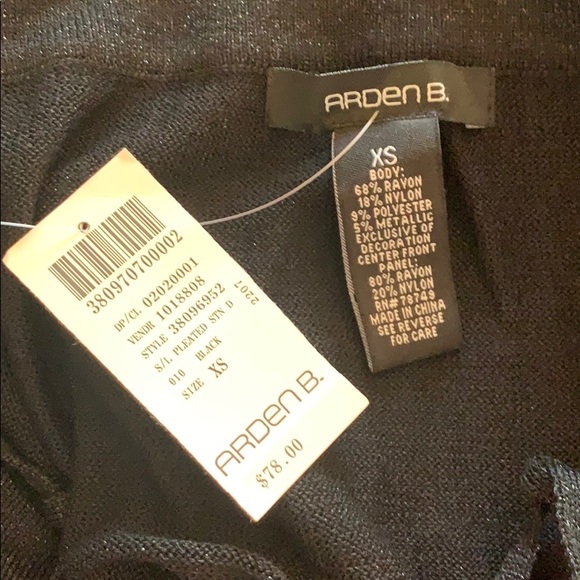 ARDEN B.
XS
BODY:
68% RAYON
18% NYLON
9% POLYESTER
5% METALLIC
EXCLUSIVE OF
DECORATION
CENTER FRONT
PANEL:
80% RAYON
20% NYLON
RN# 78749
MADE IN CHINA
SEE REVERSE
FOR CARE
380970700002
DP/CL 02020001
VENDOR 1018808
STYLE 38096952
S/L PLEATED STN D
010 BLACK
SIZE XS
2207
ARDEN B.
$78.00